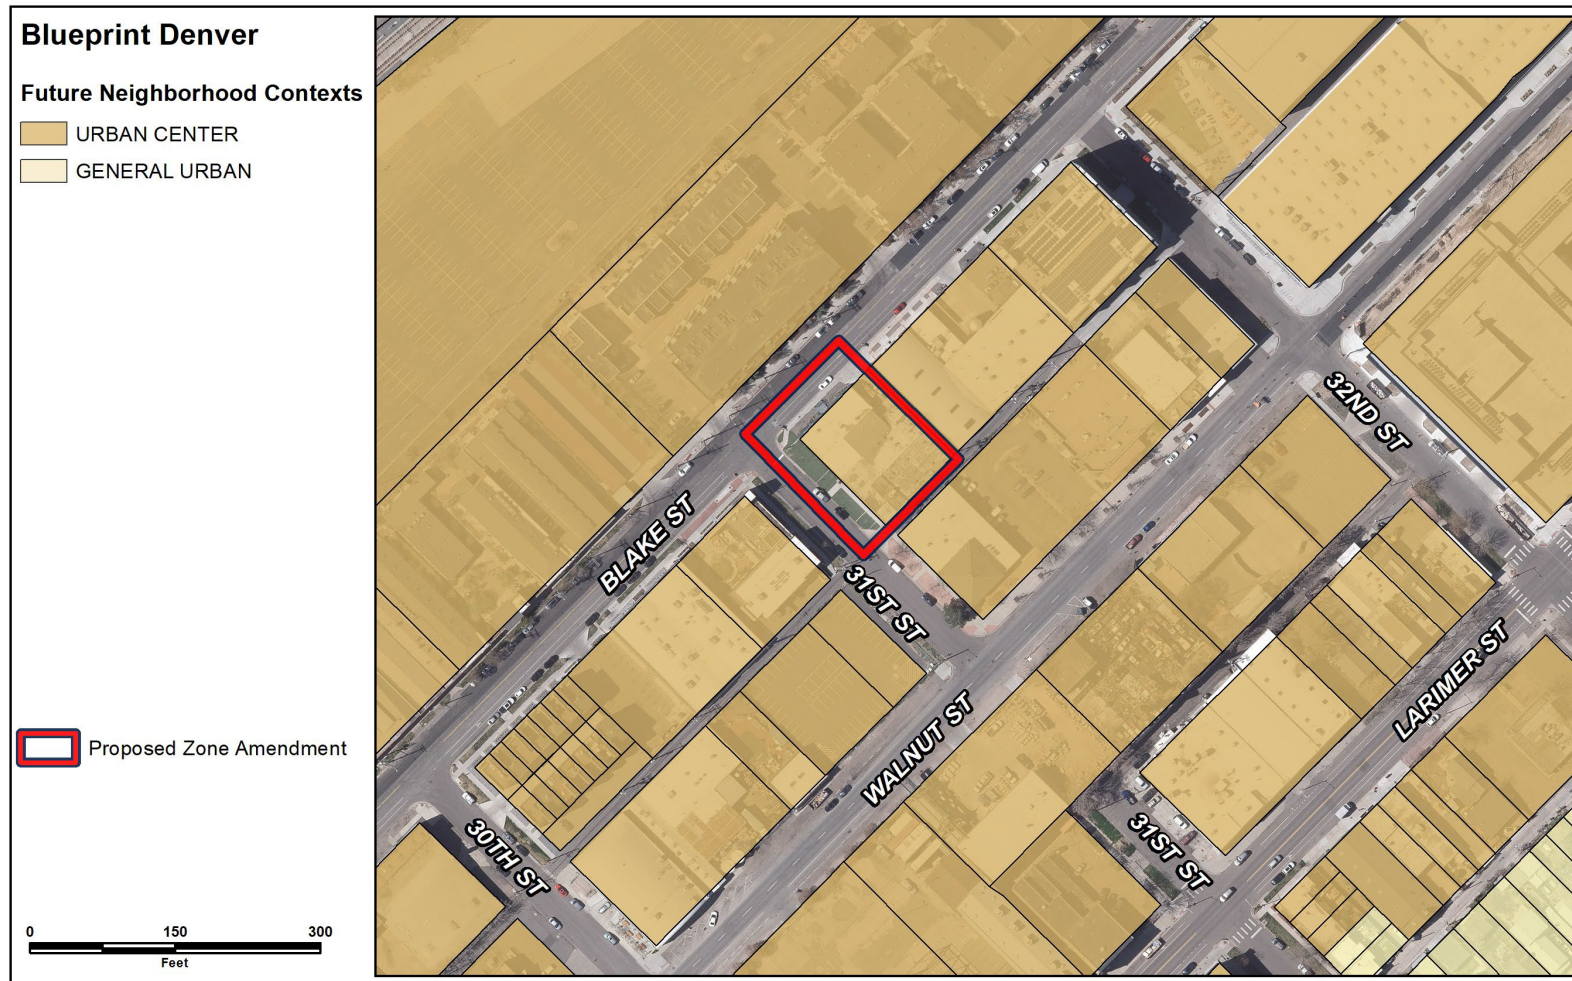 Blueprint Denver
Future Neighborhood Contexts
URBAN CENTER
GENERAL URBAN
Proposed Zone Amendment
0 150 300
Feet
BLAKE ST
31ST ST
32ND ST
WALNUT ST
LARIMER ST
30TH ST
31ST ST